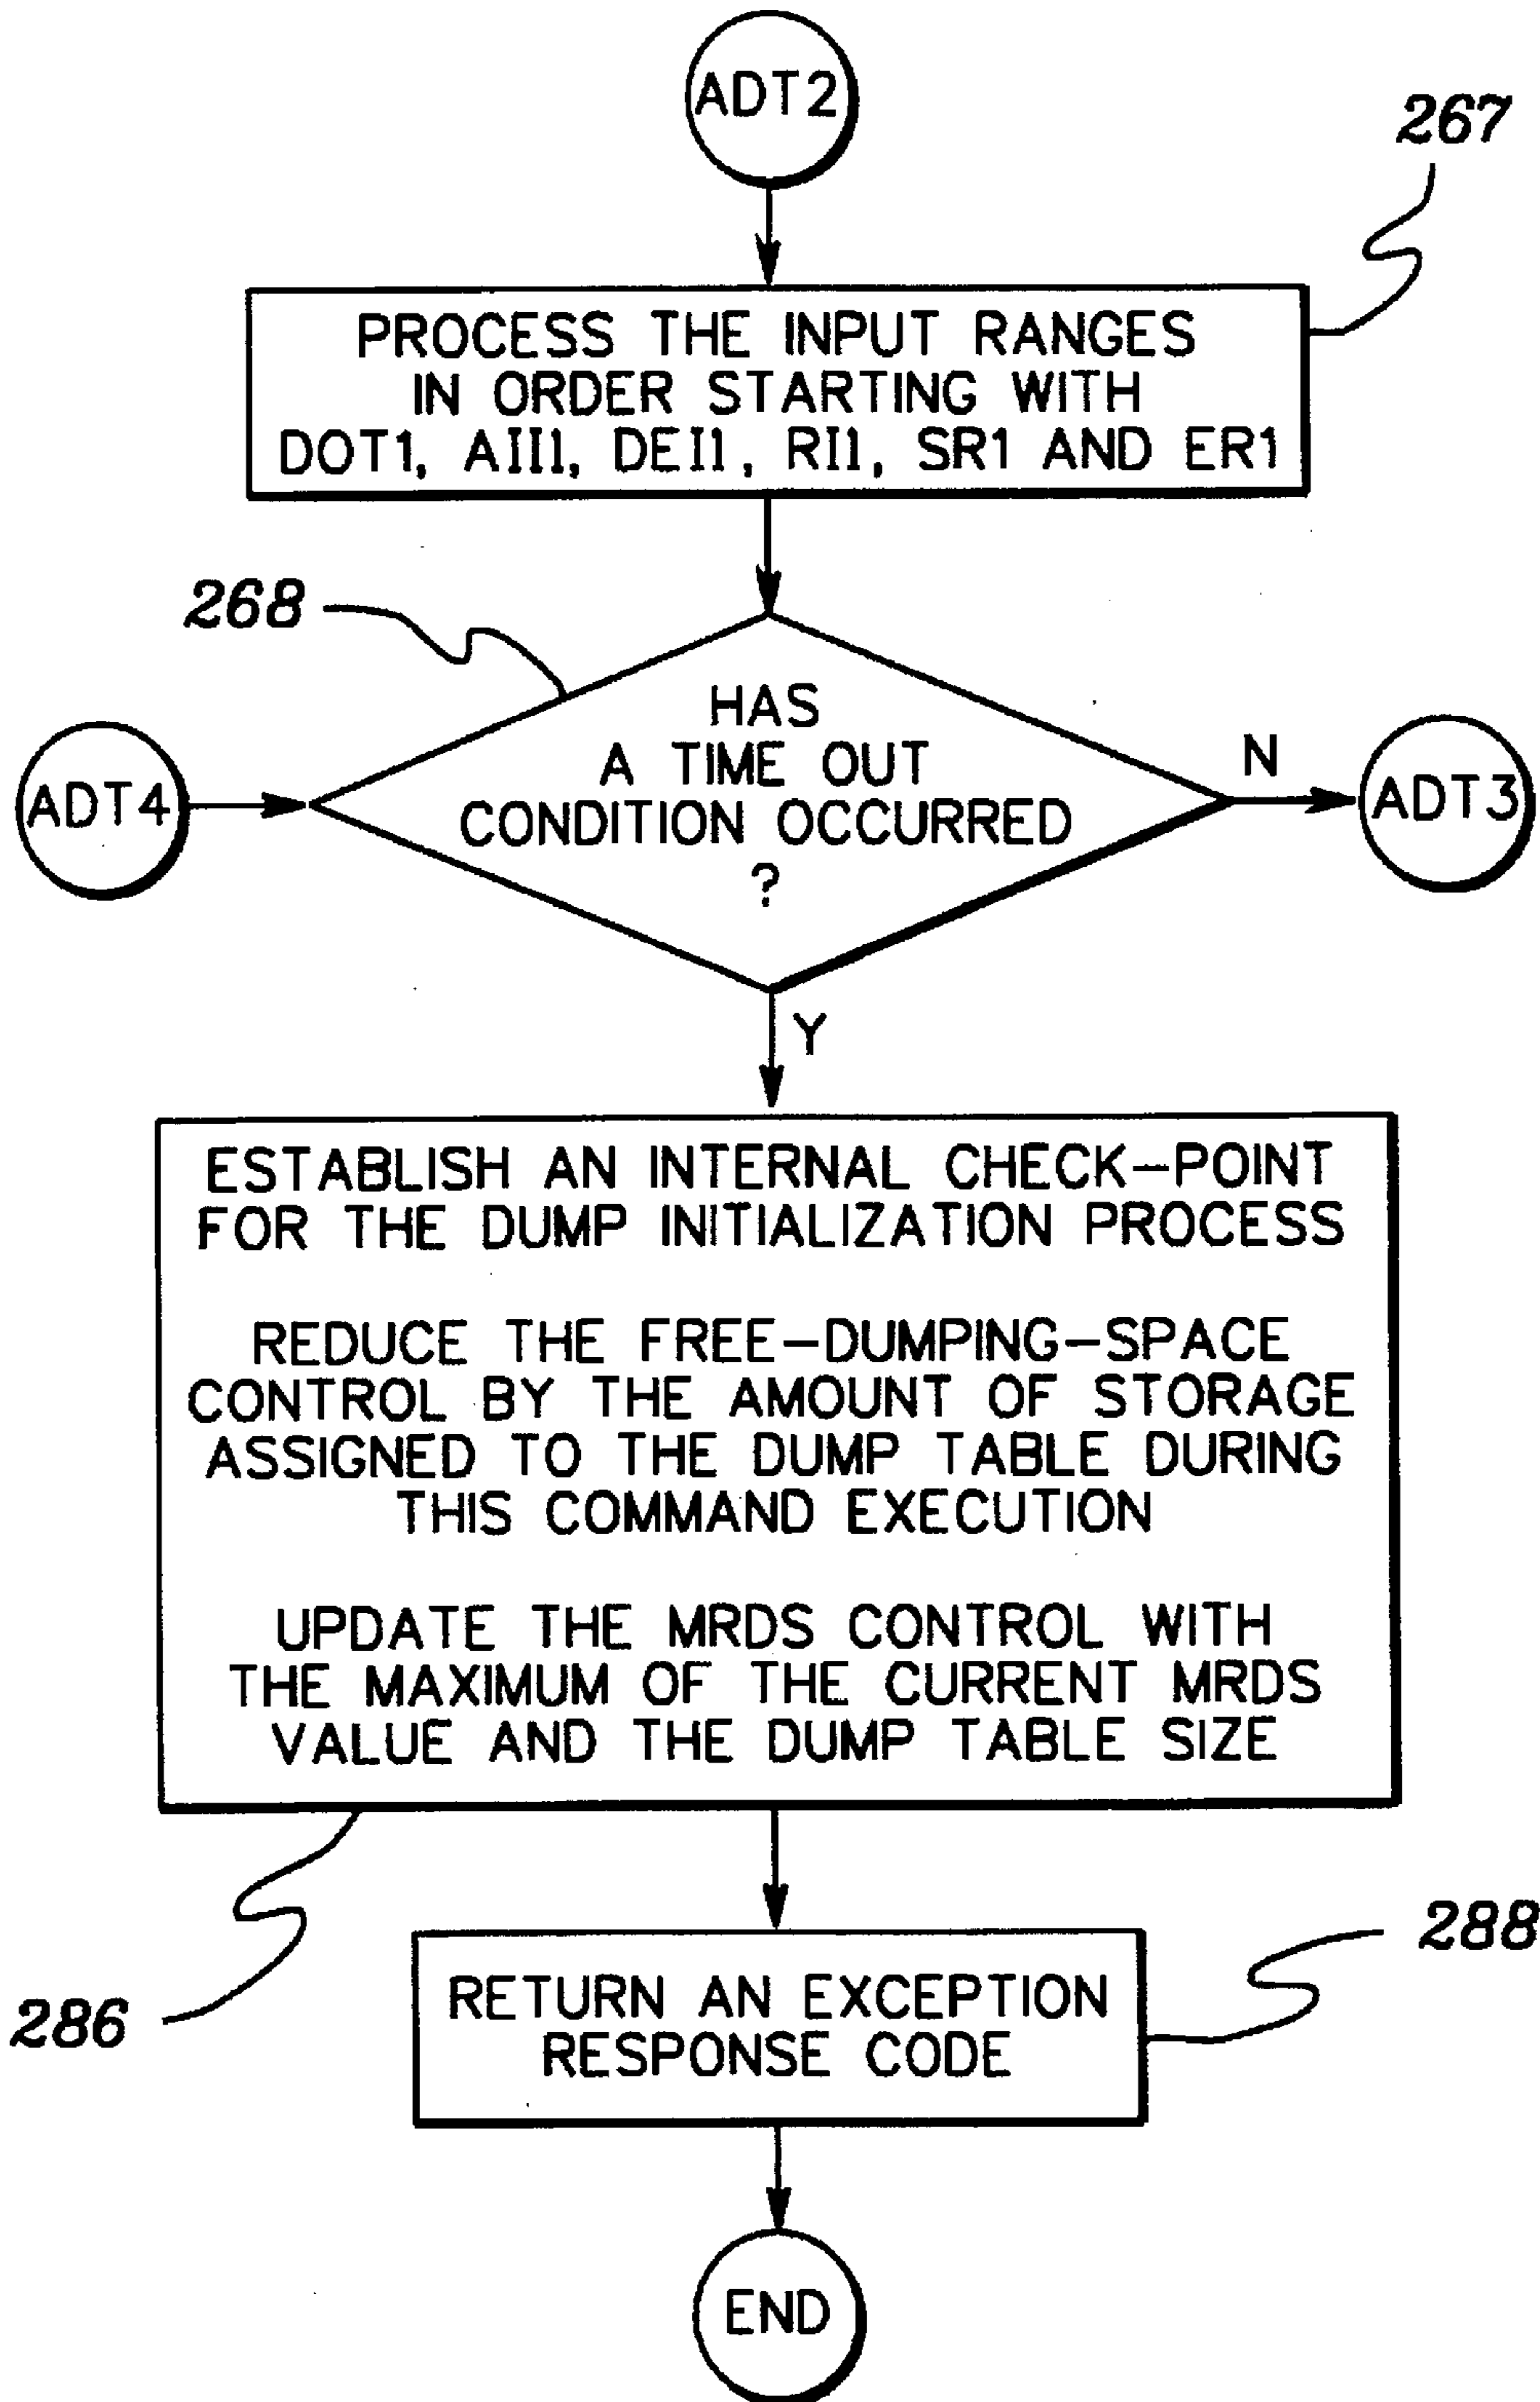 ADT2
267
PROCESS THE INPUT RANGES
IN ORDER STARTING WITH
DOT1, AIII1, DEII1, RII1, SR1 AND ER1
268
HAS
A TIME OUT
CONDITION OCCURRED
?
ADT4
N
ADT3
Y
ESTABLISH AN INTERNAL CHECK-POINT
FOR THE DUMP INITIALIZATION PROCESS
REDUCE THE FREE-DUMPING-SPACE
CONTROL BY THE AMOUNT OF STORAGE
ASSIGNED TO THE DUMP TABLE DURING
THIS COMMAND EXECUTION
UPDATE THE MRDS CONTROL WITH
THE MAXIMUM OF THE CURRENT MRDS
VALUE AND THE DUMP TABLE SIZE
286
288
RETURN AN EXCEPTION
RESPONSE CODE
END